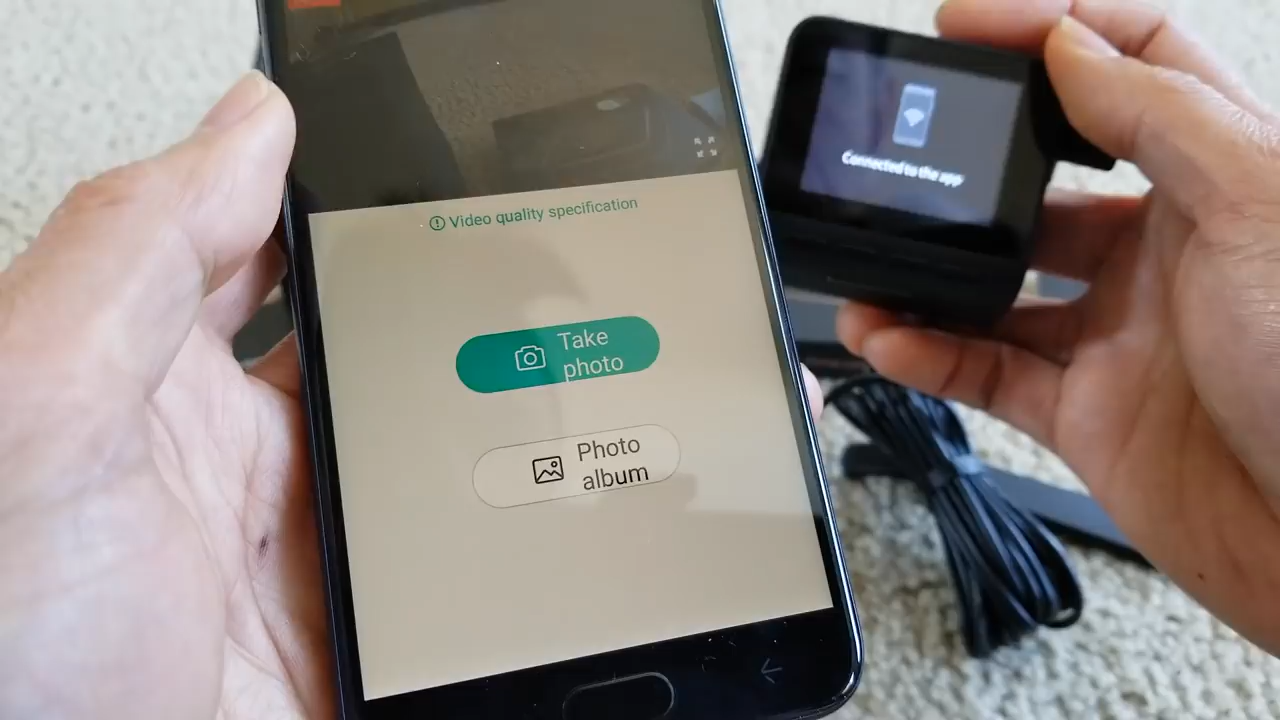 Video quality specification
Take
photo
Photo
album
Connected to the app